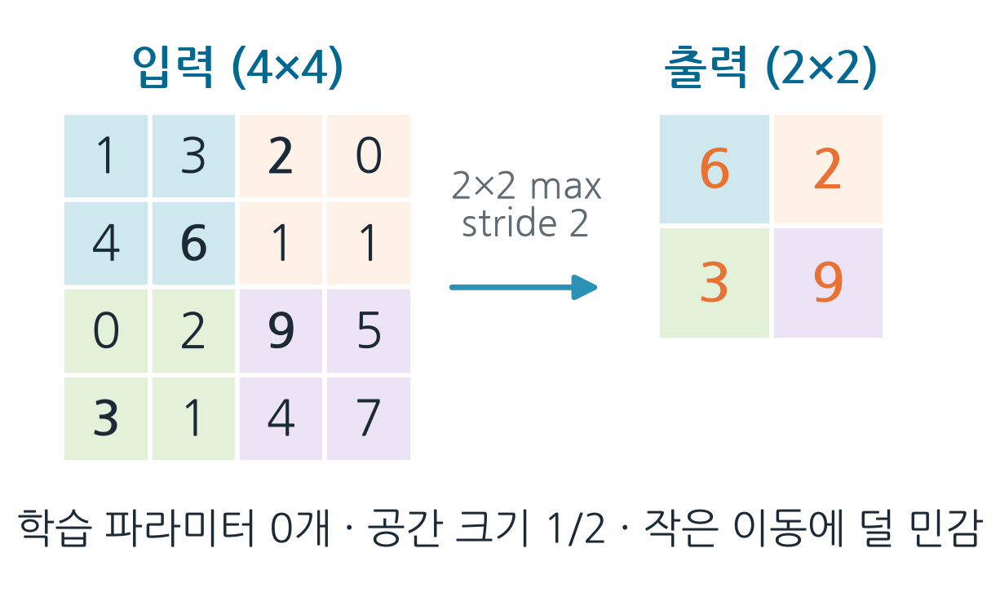 입력 (4×4)
출력 (2×2)
1 3 2 0
4 6 1 1
0 2 9 5
3 1 4 7
2×2 max
stride 2
6 2
3 9
학습 파라미터 0개 · 공간 크기 1/2 · 작은 이동에 덜 민감